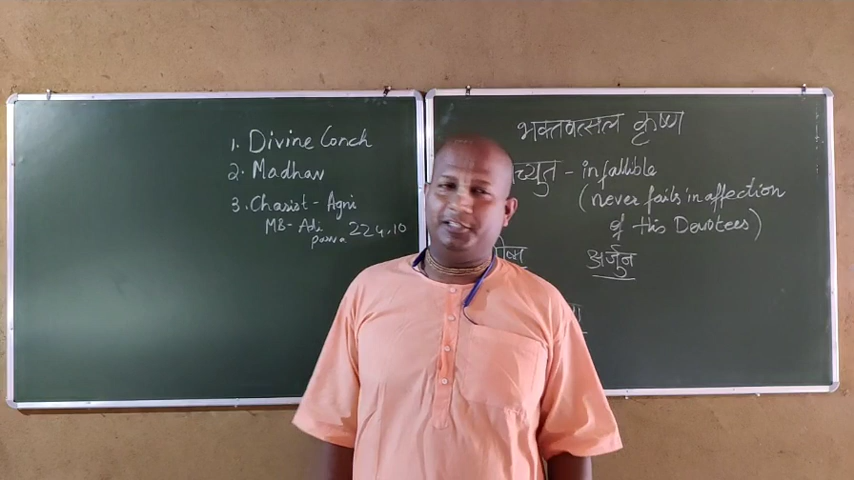 1. Divine Conch
2. Madhav
3. Chariot - Agni
MB - Adi
parva 224.10
भक्तवत्सल कृष्ण
च्युत - infallible
(never fails in affection
of His Devotees)
अर्जुन